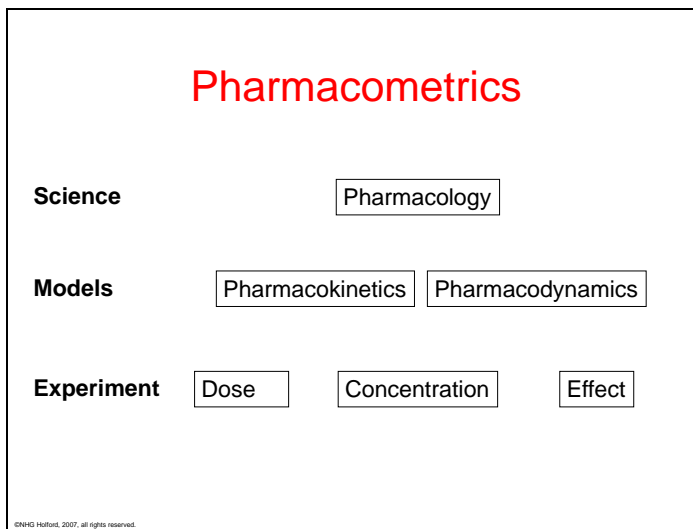 Pharmacometrics
Science Pharmacology
Models Pharmacokinetics Pharmacodynamics
Experiment Dose Concentration Effect
©NHG Holford, 2007, all rights reserved.